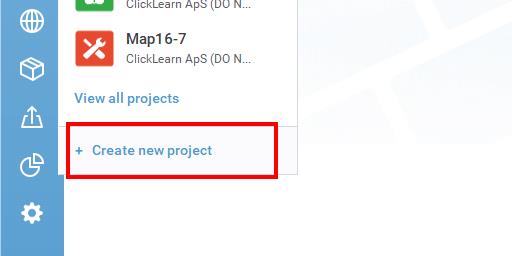 ClickLearn ApS (DO N...
Map16-7
ClickLearn ApS (DO N...
View all projects
+ Create new project